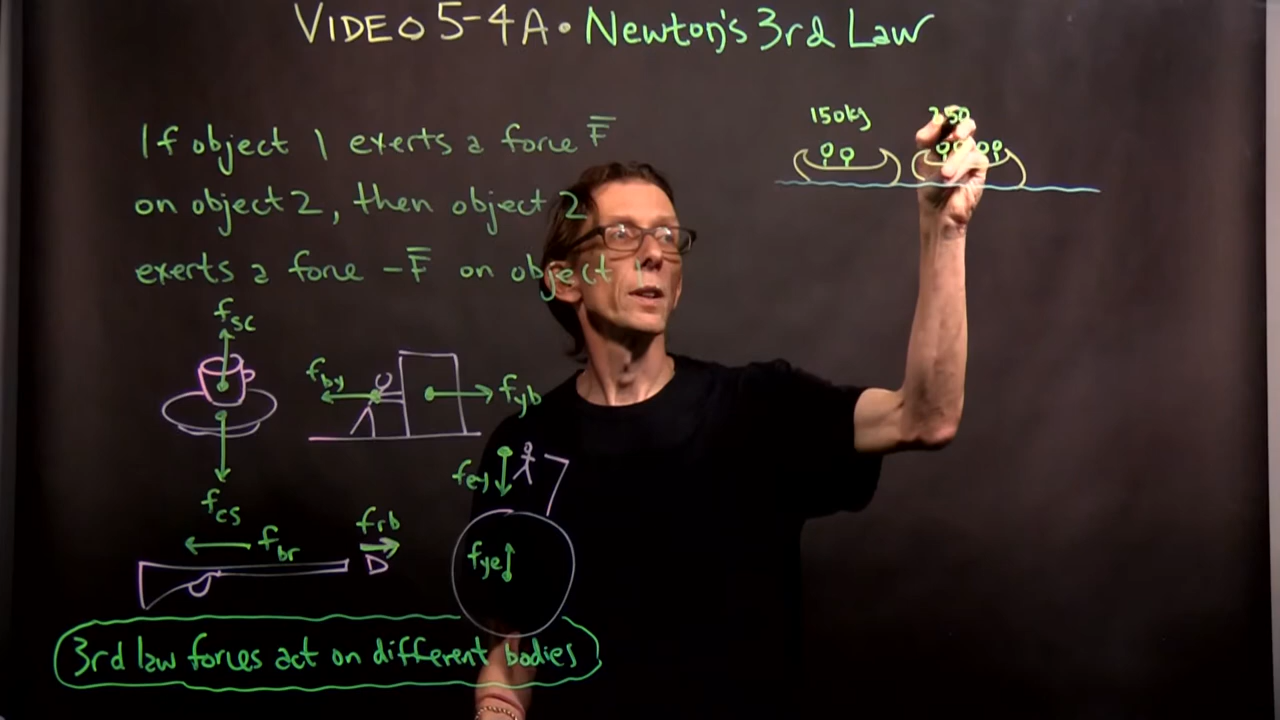 VIDEO 5-4A • Newton's 3rd Law
If object 1 exerts a force F̅
on object 2, then object 2
exerts a force -F̅ on object 1
150kg
250
fsc
fcs
fby
fyb
fey
fye
fbr
frb
3rd law forces act on different bodies